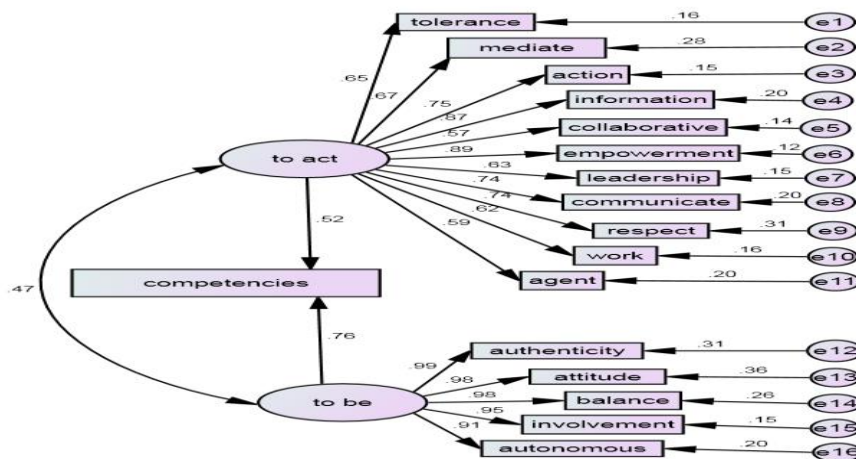 tolerance .16 e1
mediate .28 e2
action .15 e3
information .20 e4
collaborative .14 e5
empowerment .12 e6
leadership .15 e7
communicate .20 e8
respect .31 e9
work .16 e10
agent .20 e11
.65
.67
.75
.87
.57
.89
.63
.74
.74
.62
.59
to act
.52
competencies
.47
.76
to be
authenticity .31 e12
attitude .36 e13
balance .26 e14
involvement .15 e15
autonomous .20 e16
.99
.98
.98
.95
.91